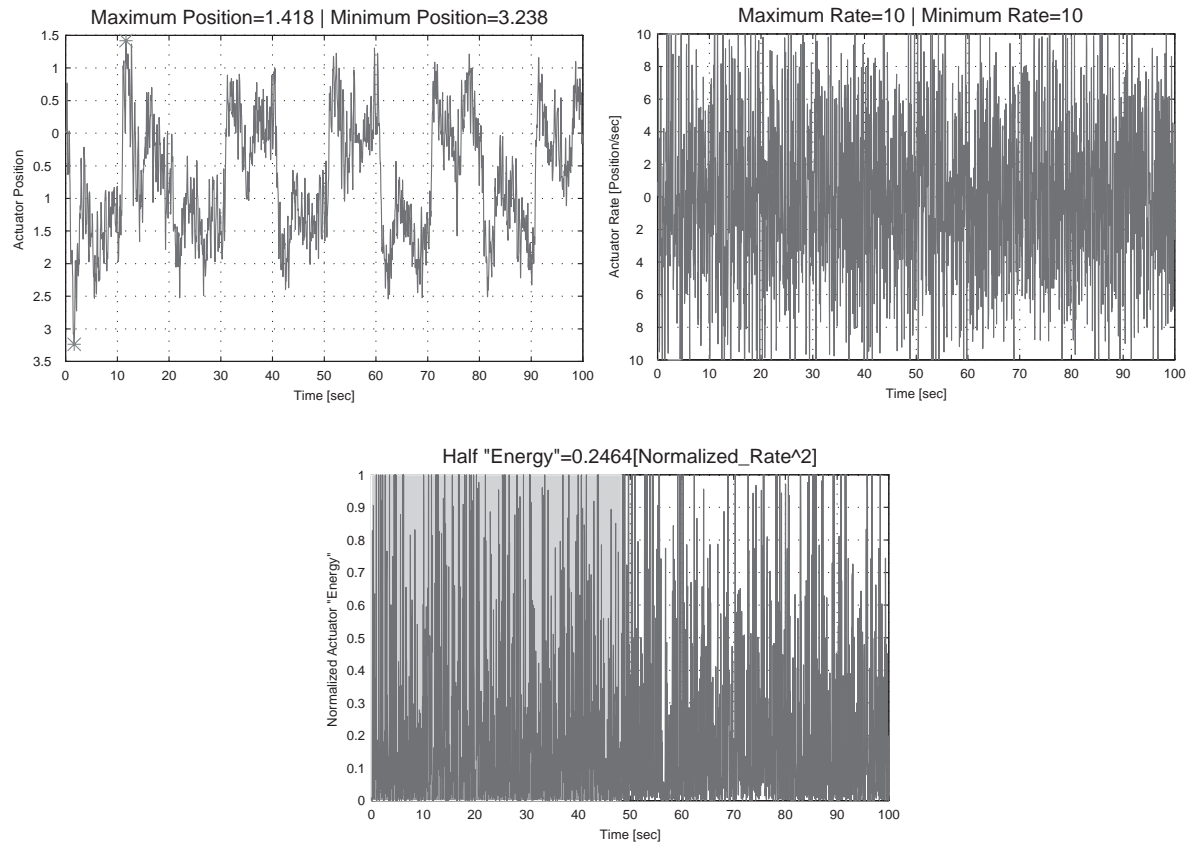 Maximum Position=1.418 | Minimum Position=3.238
1.5
1
0.5
0
0.5
1
1.5
2
2.5
3
3.5
Actuator Position
0 10 20 30 40 50 60 70 80 90 100
Time [sec]
Maximum Rate=10 | Minimum Rate=10
10
8
6
4
2
0
2
4
6
8
10
Actuator Rate [Position/sec]
0 10 20 30 40 50 60 70 80 90 100
Time [sec]
Half "Energy"=0.2464[Normalized_Rate^2]
1
0.9
0.8
0.7
0.6
0.5
0.4
0.3
0.2
0.1
0
Normalized Actuator "Energy"
0 10 20 30 40 50 60 70 80 90 100
Time [sec]